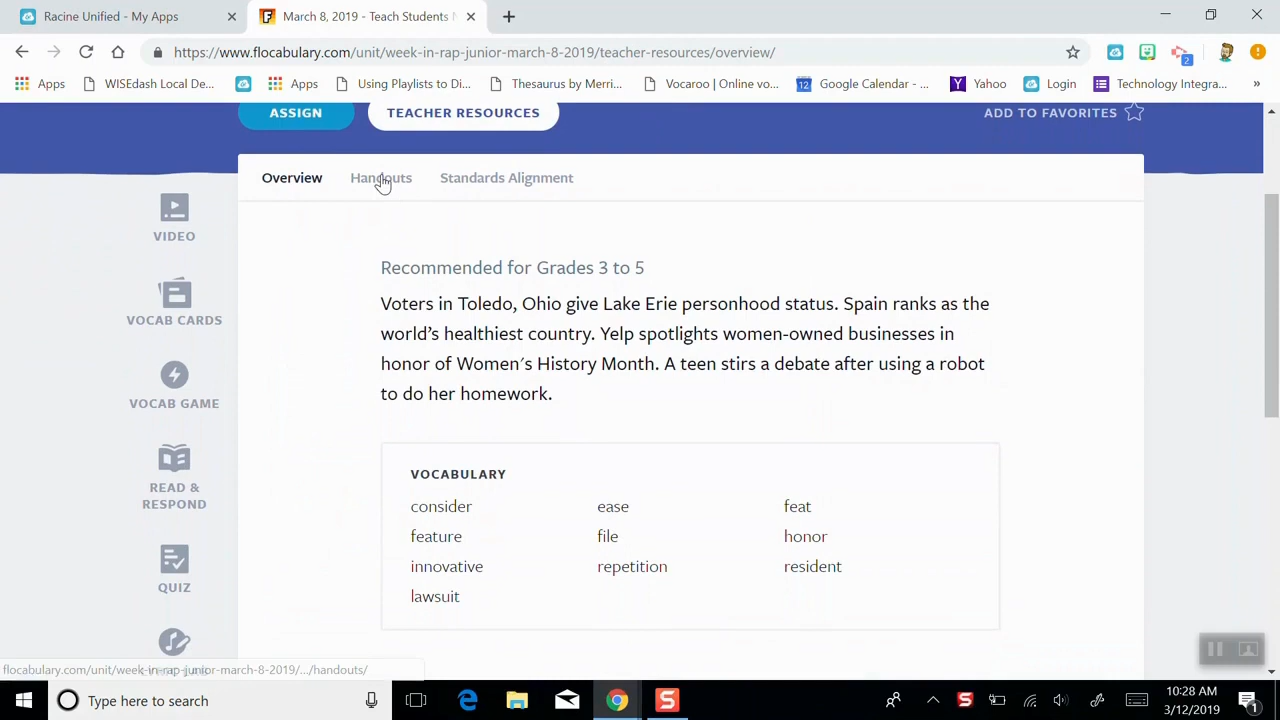 Racine Unified - My Apps
March 8, 2019 - Teach Students
https://www.flocabulary.com/unit/week-in-rap-junior-march-8-2019/teacher-resources/overview/
2
Apps
WISEdash Local De...
Apps
Using Playlists to Di...
Thesaurus by Merri...
Vocaroo | Online vo...
12
Google Calendar - ...
Yahoo
Login
Technology Integra...
»
ASSIGN
TEACHER RESOURCES
ADD TO FAVORITES
Overview
Handouts
Standards Alignment
VIDEO
VOCAB CARDS
VOCAB GAME
READ &
RESPOND
QUIZ
Recommended for Grades 3 to 5
Voters in Toledo, Ohio give Lake Erie personhood status. Spain ranks as the
world's healthiest country. Yelp spotlights women-owned businesses in
honor of Women's History Month. A teen stirs a debate after using a robot
to do her homework.
VOCABULARY
consider ease feat
feature file honor
innovative repetition resident
lawsuit
flocabulary.com/unit/week-in-rap-junior-march-8-2019/.../handouts/
Type here to search
10:28 AM
3/12/2019
1